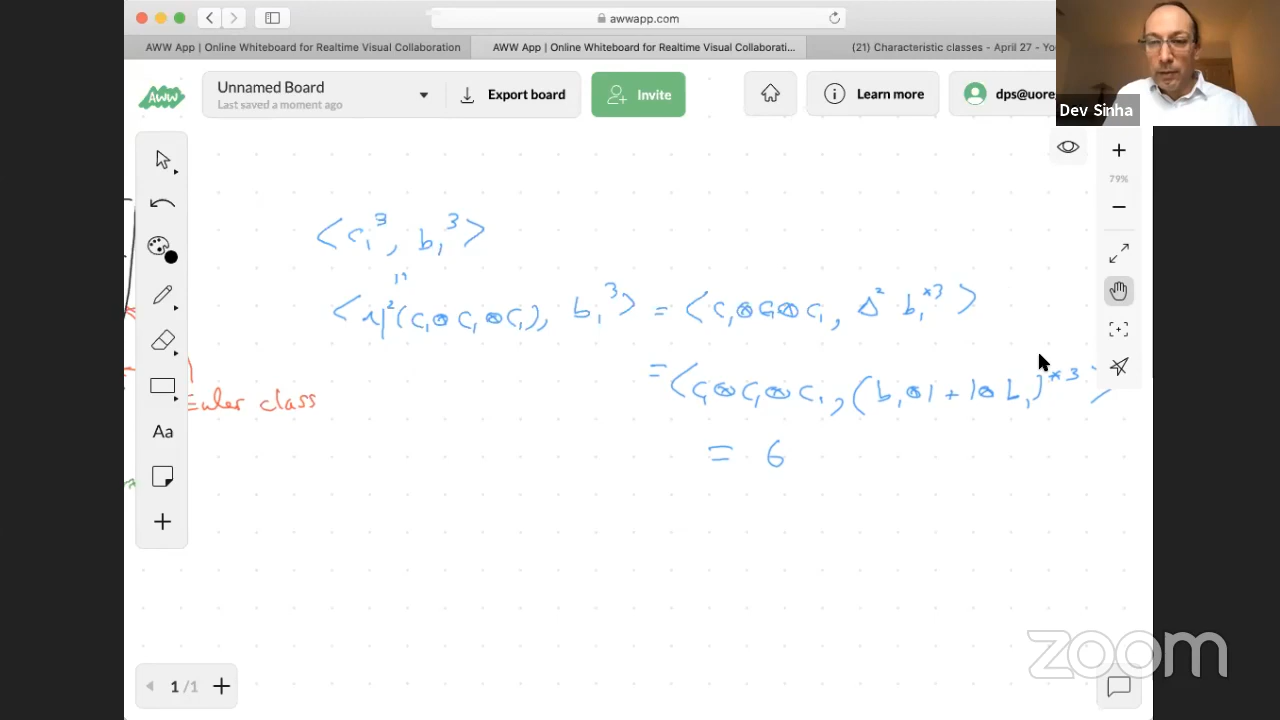 awwapp.com
AWW App | Online Whiteboard for Realtime Visual Collaboration
AWW App | Online Whiteboard for Realtime Visual Collaborati...
(21) Characteristic classes - April 27 - Yo
AWW
Unnamed Board
Last saved a moment ago
Export board
Invite
Learn more
dps@uore
Dev Sinha
79%
⟨c₁³, b₁³⟩
"
⟨μ²(c₁⊗c₁⊗c₁), b₁³⟩ = ⟨c₁⊗c₁⊗c₁, Δ² b₁*³⟩
= ⟨c₁⊗c₁⊗c₁, (b₁⊗1 + 1⊗b₁)*³⟩
Euler class
= 6
Aa
zoom
1/1